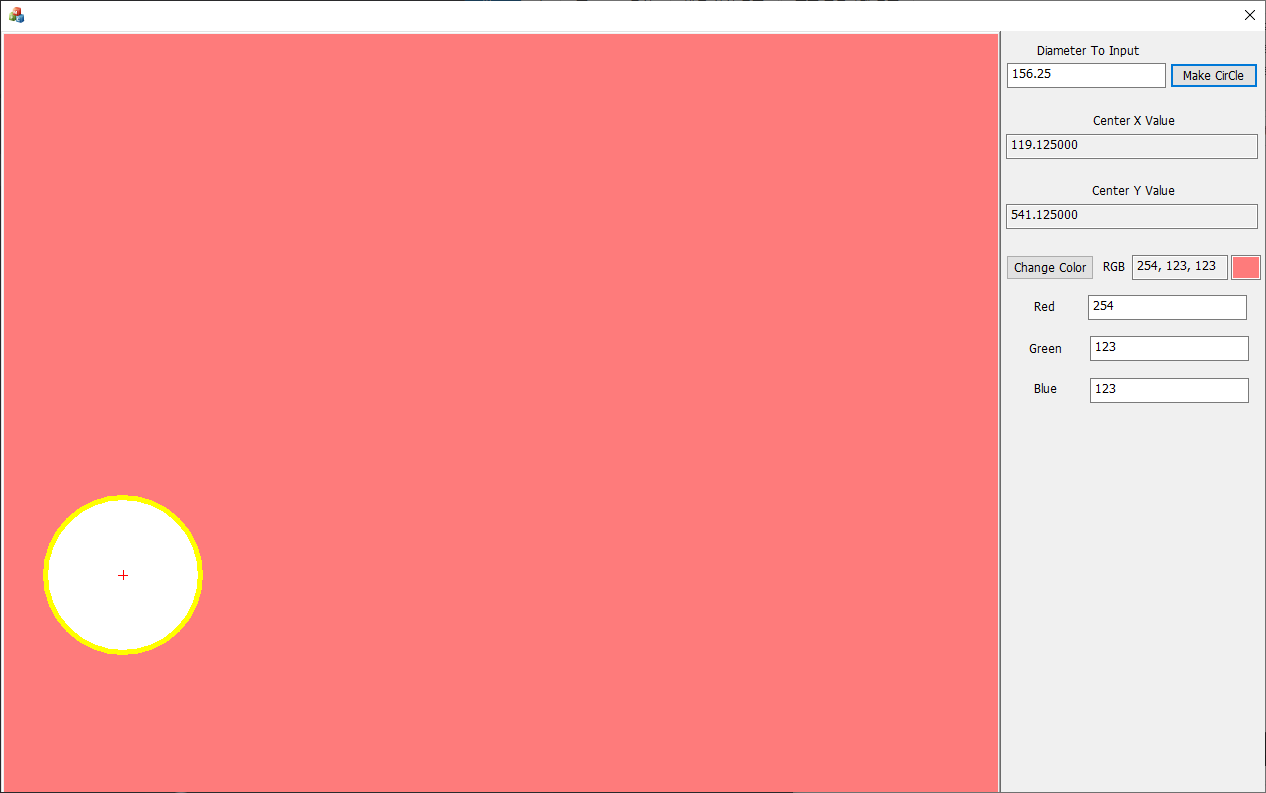 Diameter To Input
156.25
Make CirCle
Center X Value
119.125000
Center Y Value
541.125000
Change Color RGB 254, 123, 123
Red 254
Green 123
Blue 123